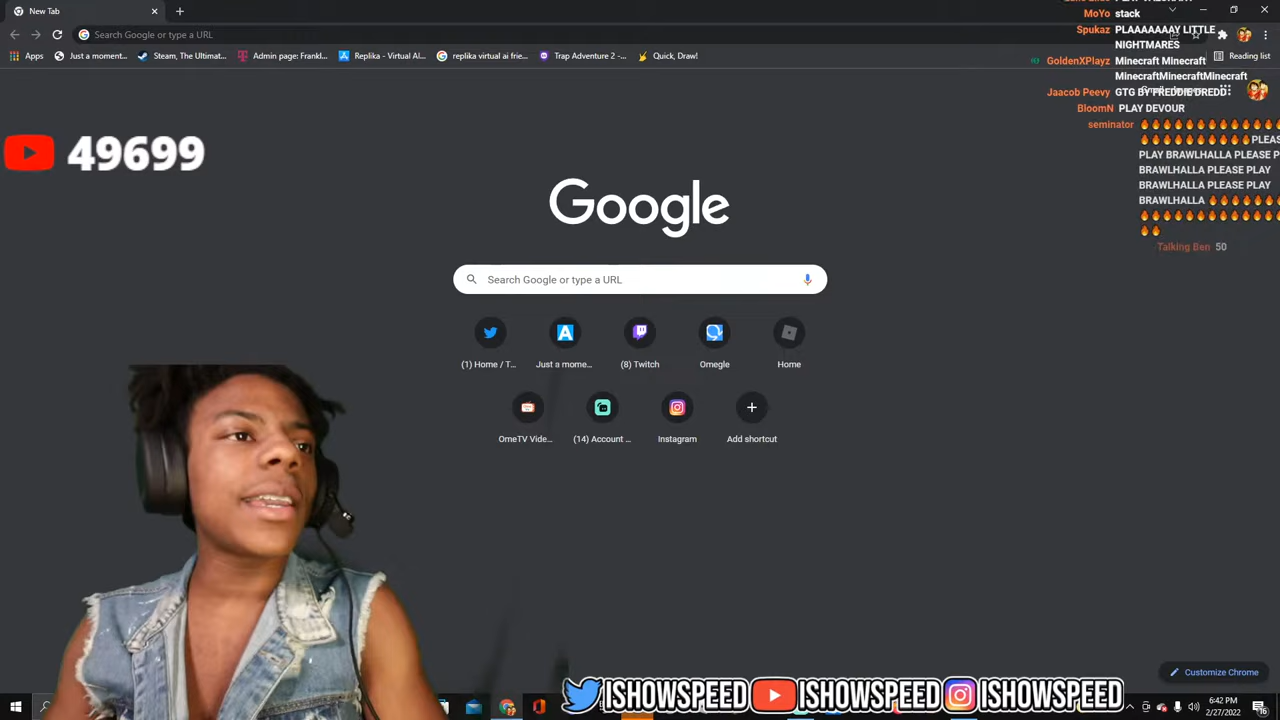 New Tab
Search Google or type a URL
Apps
Just a moment...
Steam, The Ultimat...
Admin page: Frankl...
Replika - Virtual AI...
replika virtual ai frie...
Trap Adventure 2 -...
Quick, Draw!
Reading list
MoYo stack
Spukaz PLAAAAAAAY LITTLE
NIGHTMARES
GoldenXPlayz Minecraft Minecraft
MinecraftMinecraftMinecraft
Jaacob Peevy GTG BY FREDDIE DREDD
BloomN PLAY DEVOUR
seminator
PLEAS
PLAY BRAWLHALLA PLEASE P
BRAWLHALLA PLEASE PLAY
BRAWLHALLA PLEASE PLAY
BRAWLHALLA
Talking Ben 50
49699
Google
Search Google or type a URL
(1) Home / T...
Just a mome...
(8) Twitch
Omegle
Home
OmeTV Vide...
(14) Account ...
Instagram
Add shortcut
Customize Chrome
ISHOWSPEED
ISHOWSPEED
ISHOWSPEED
6:42 PM
2/27/2022